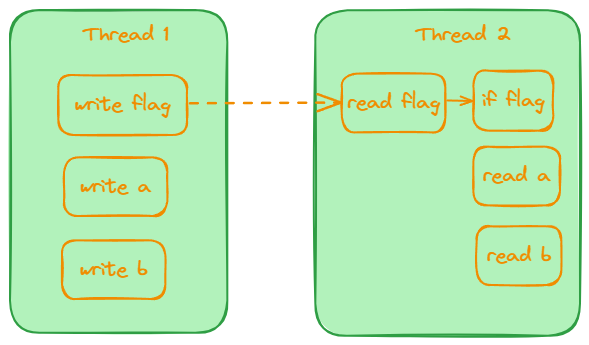 Thread 1
write flag
write a
write b
Thread 2
read flag
if flag
read a
read b